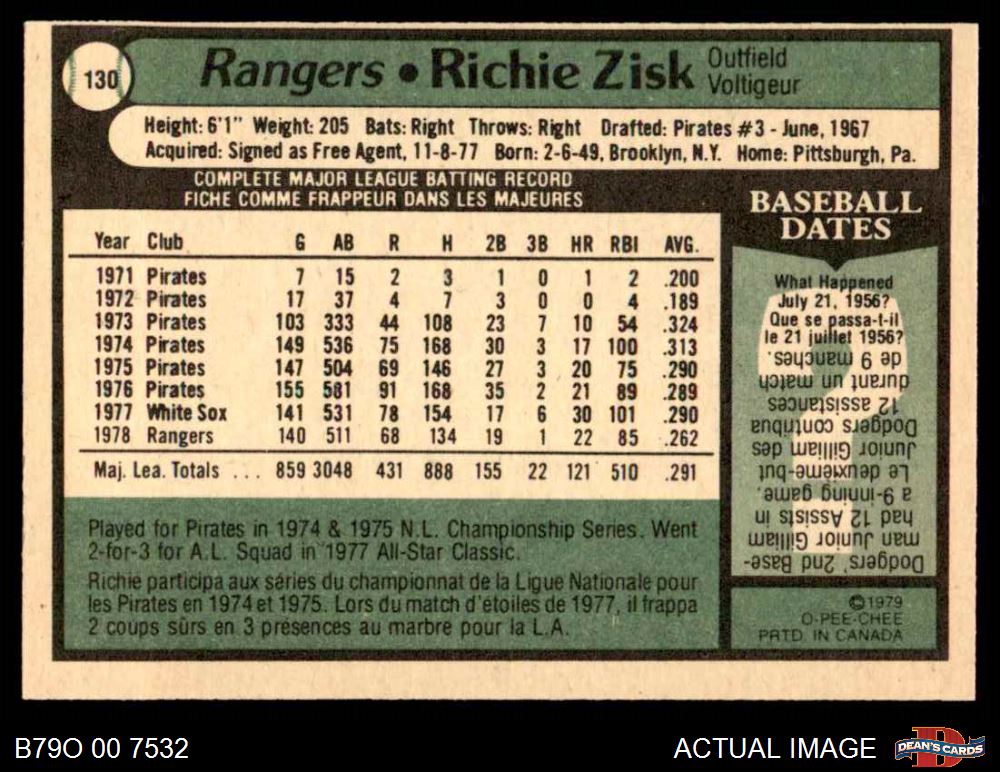 130
Rangers • Richie Zisk
Outfield
Voltigeur
Height: 6'1" Weight: 205 Bats: Right Throws: Right Drafted: Pirates #3 - June, 1967
Acquired: Signed as Free Agent, 11-8-77 Born: 2-6-49, Brooklyn, N.Y. Home: Pittsburgh, Pa.
COMPLETE MAJOR LEAGUE BATTING RECORD
FICHE COMME FRAPPEUR DANS LES MAJEURES
Year Club G AB R H 2B 3B HR RBI AVG.
1971 Pirates 7 15 2 3 1 0 1 2 .200
1972 Pirates 17 37 4 7 3 0 0 4 .189
1973 Pirates 103 333 44 108 23 7 10 54 .324
1974 Pirates 149 536 75 168 30 3 17 100 .313
1975 Pirates 147 504 69 146 27 3 20 75 .290
1976 Pirates 155 581 91 168 35 2 21 89 .289
1977 White Sox 141 531 78 154 17 6 30 101 .290
1978 Rangers 140 511 68 134 19 1 22 85 .262
Maj. Lea. Totals ... 859 3048 431 888 155 22 121 510 .291
Played for Pirates in 1974 & 1975 N.L. Championship Series. Went
2-for-3 for A.L. Squad in 1977 All-Star Classic.
Richie participa aux séries du championnat de la Ligue Nationale pour
les Pirates en 1974 et 1975. Lors du match d'étoiles de 1977, il frappa
2 coups sûrs en 3 présences au marbre pour la L.A.
BASEBALL
DATES
What Happened
July 21, 1956?
Que se passa-t-il
le 21 juillet 1956?
Dodgers' 2nd Base-
man Junior Gilliam
had 12 Assists in
a 9-inning game.
Le deuxième-but
Junior Gilliam des
Dodgers contribua
12 assistances
durant un match
de 9 manches.
©1979
O-PEE-CHEE
PRTD. IN CANADA
B79O 00 7532
ACTUAL IMAGE
D
DEAN'S CARDS